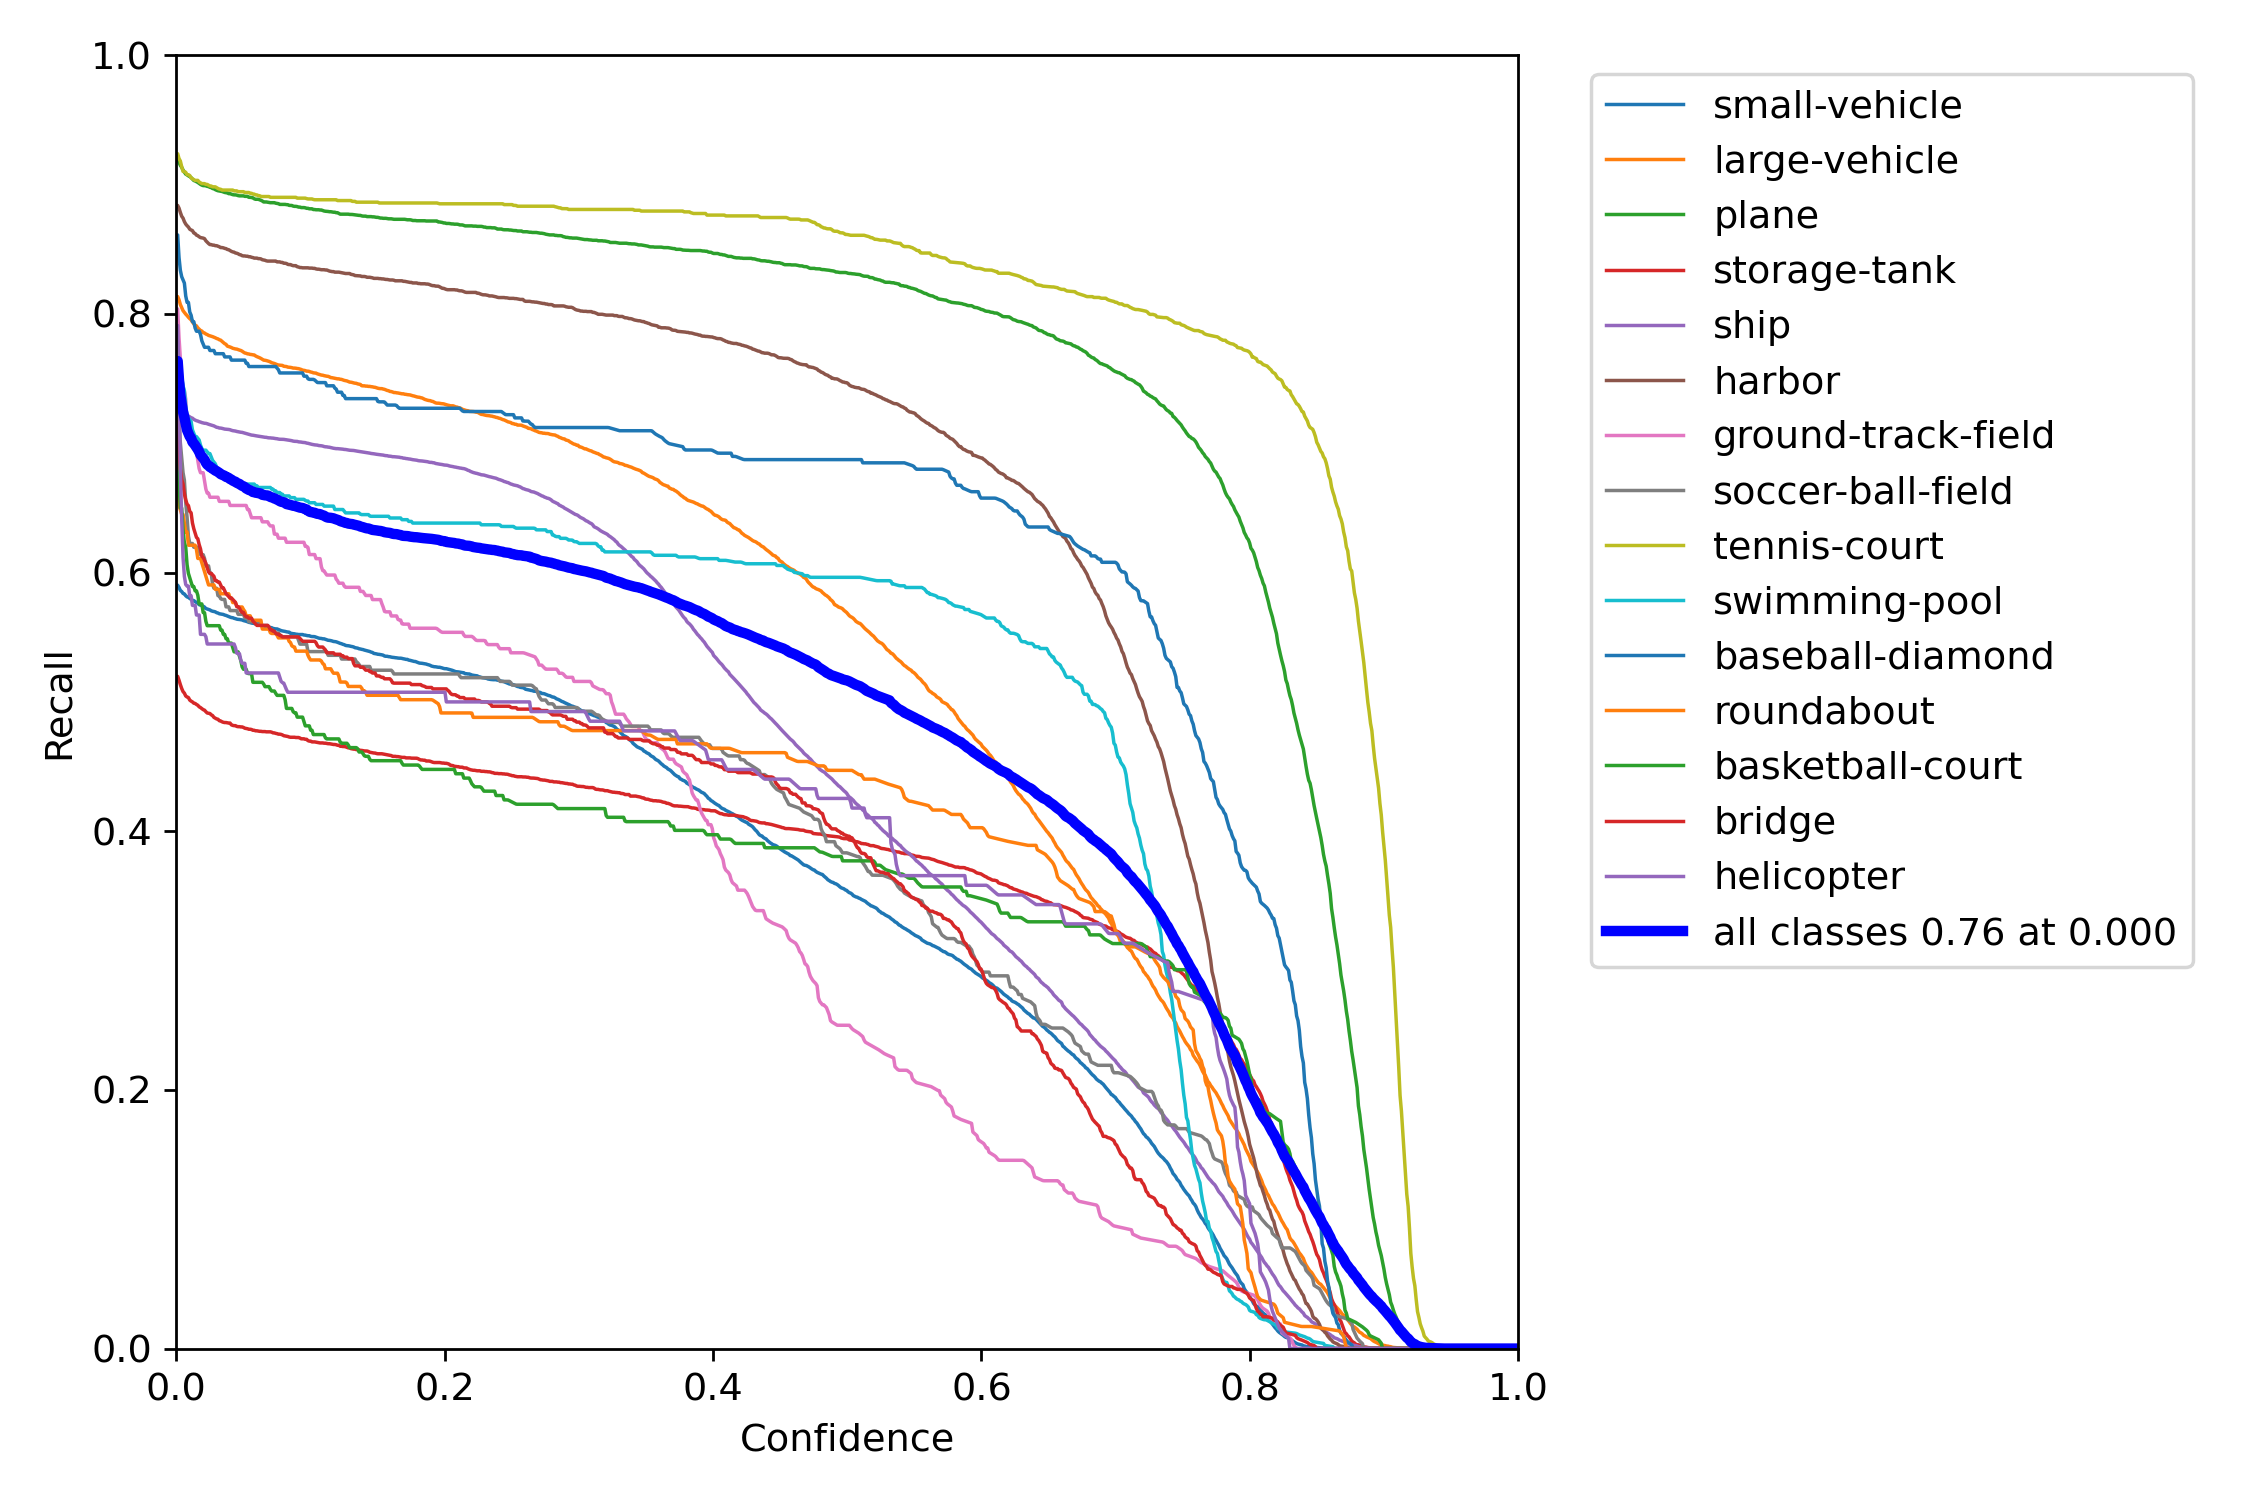 1.0
0.8
0.6
0.4
0.2
0.0
Recall
0.0 0.2 0.4 0.6 0.8 1.0
Confidence
small-vehicle
large-vehicle
plane
storage-tank
ship
harbor
ground-track-field
soccer-ball-field
tennis-court
swimming-pool
baseball-diamond
roundabout
basketball-court
bridge
helicopter
all classes 0.76 at 0.000